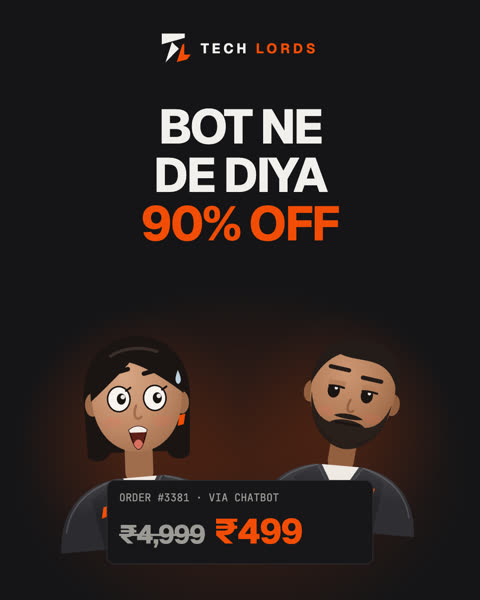 TECH LORDS
BOT NE
DE DIYA
90% OFF
ORDER #3381 · VIA CHATBOT
₹4,999 ₹499